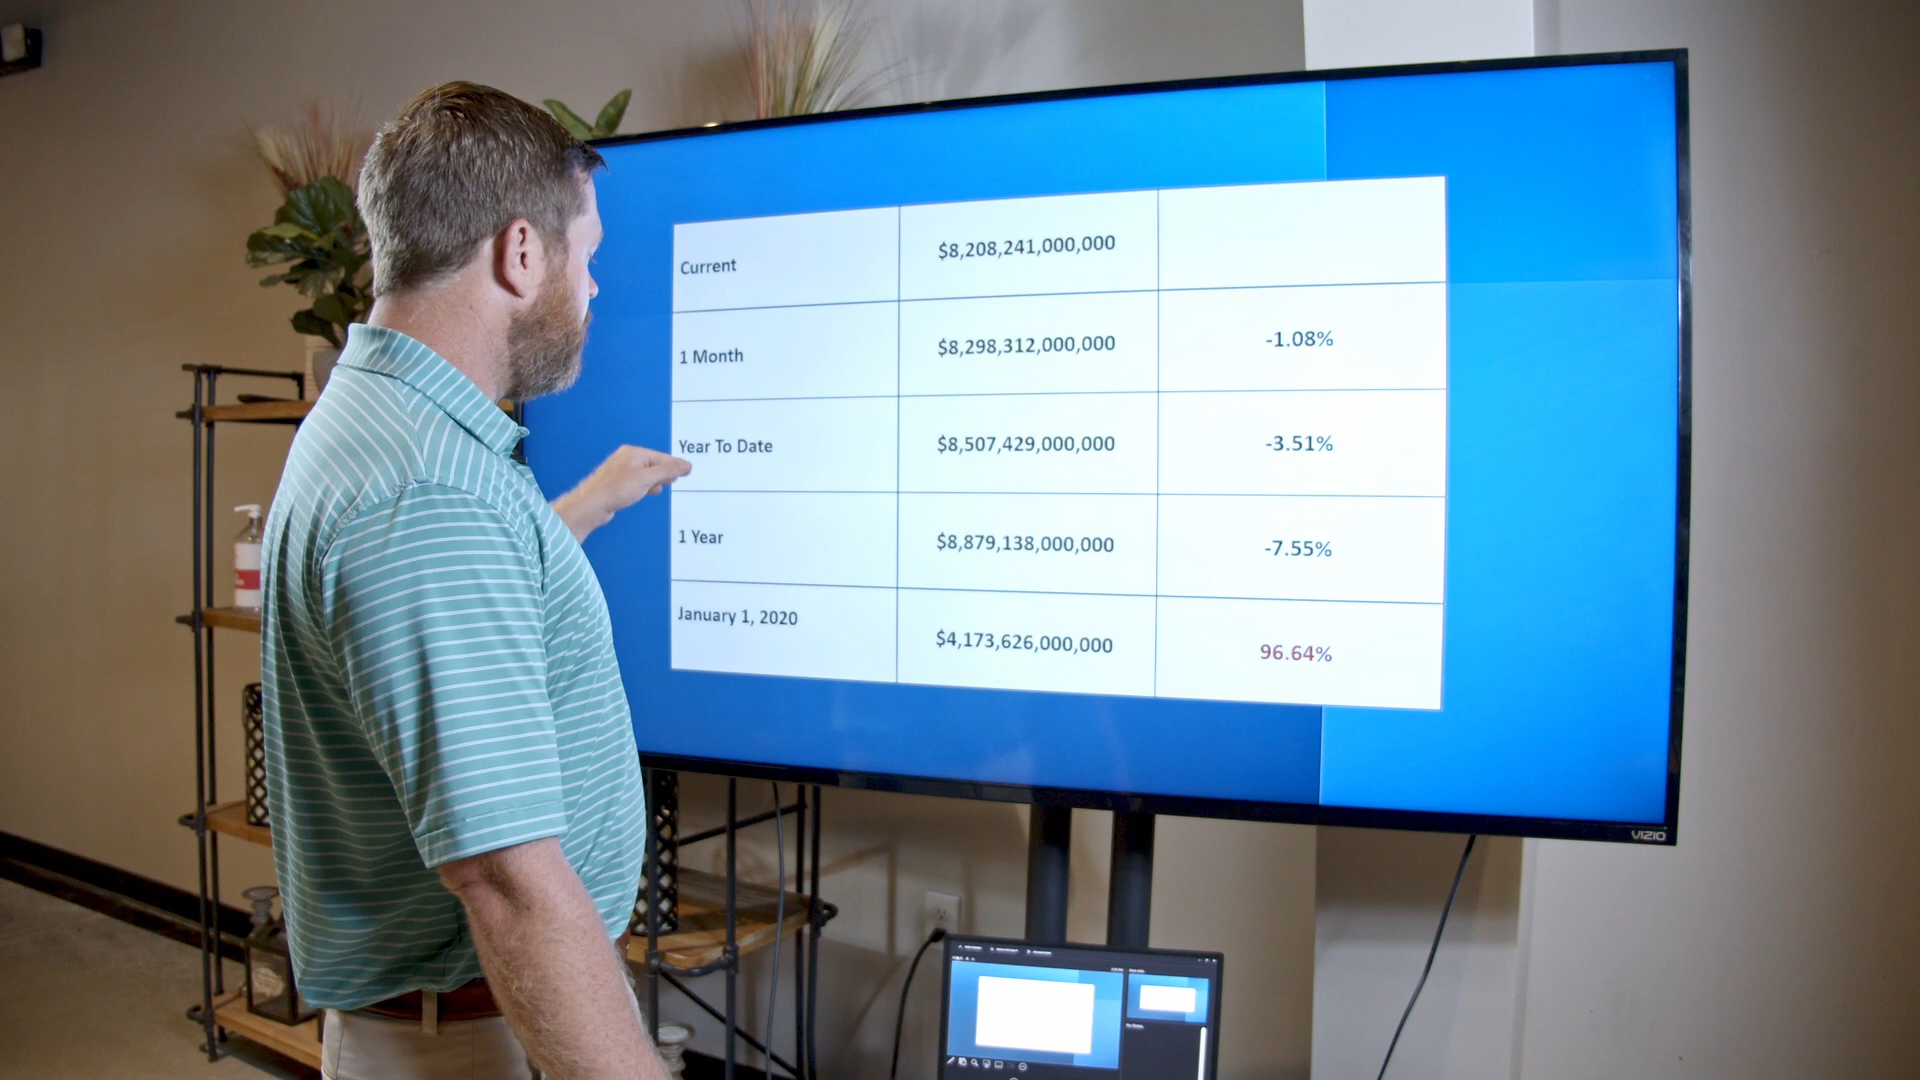 Current $8,208,241,000,000
1 Month $8,298,312,000,000 -1.08%
Year To Date $8,507,429,000,000 -3.51%
1 Year $8,879,138,000,000 -7.55%
January 1, 2020 $4,173,626,000,000 96.64%
VIZIO